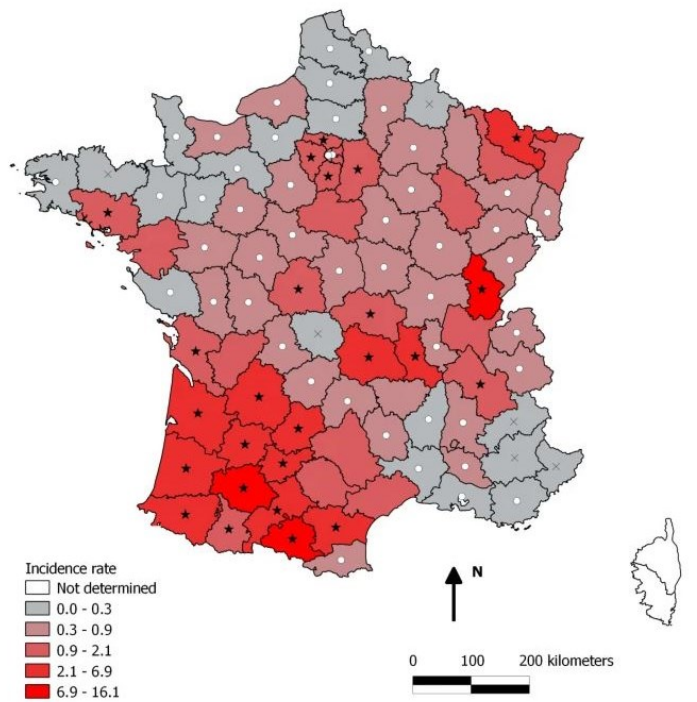 Incidence rate
Not determined
0.0 - 0.3
0.3 - 0.9
0.9 - 2.1
2.1 - 6.9
6.9 - 16.1
N
0 100 200 kilometers